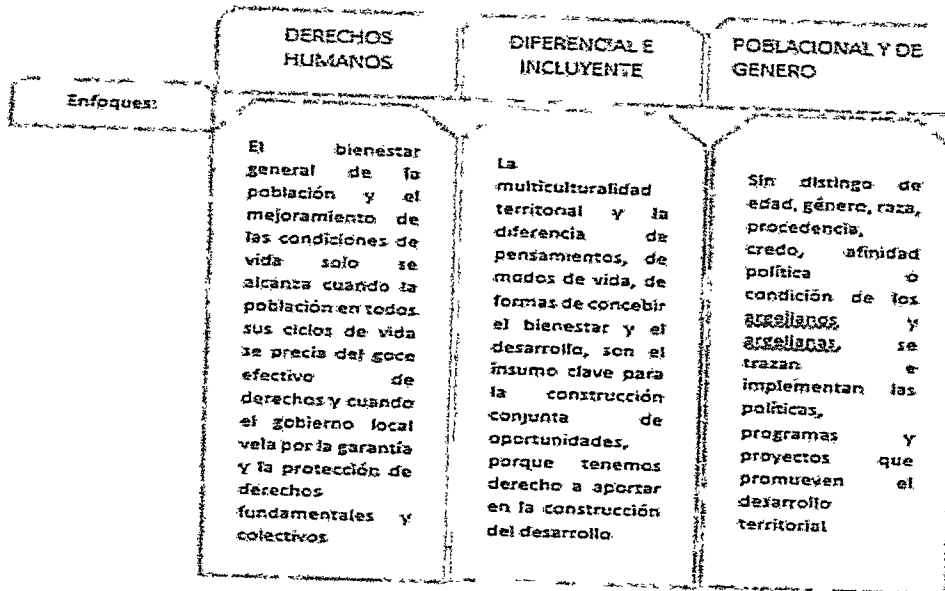 DERECHOS
HUMANOS
DIFERENCIAL E
INCLUYENTE
POBLACIONAL Y DE
GENERO
Enfoques:
El bienestar
general de la
población y el
mejoramiento de
las condiciones de
vida solo se
alcanza cuando la
población en todos
sus ciclos de vida
se precia del goce
efectivo de
derechos y cuando
el gobierno local
vela por la garantía
y la protección de
derechos
fundamentales y
colectivos
La
multiculturalidad
territorial y la
diferencia de
pensamientos, de
modos de vida, de
formas de concebir
el bienestar y el
desarrollo, son el
insumo clave para
la construcción
conjunta de
oportunidades,
porque tenemos
derecho a aportar
en la construcción
del desarrollo
Sin distingo de
edad, género, raza,
procedencia,
credo, afinidad
política o
condición de los
argelianos y
argelianas, se
trazan e
implementan las
políticas,
programas y
proyectos que
promueven el
desarrollo
territorial